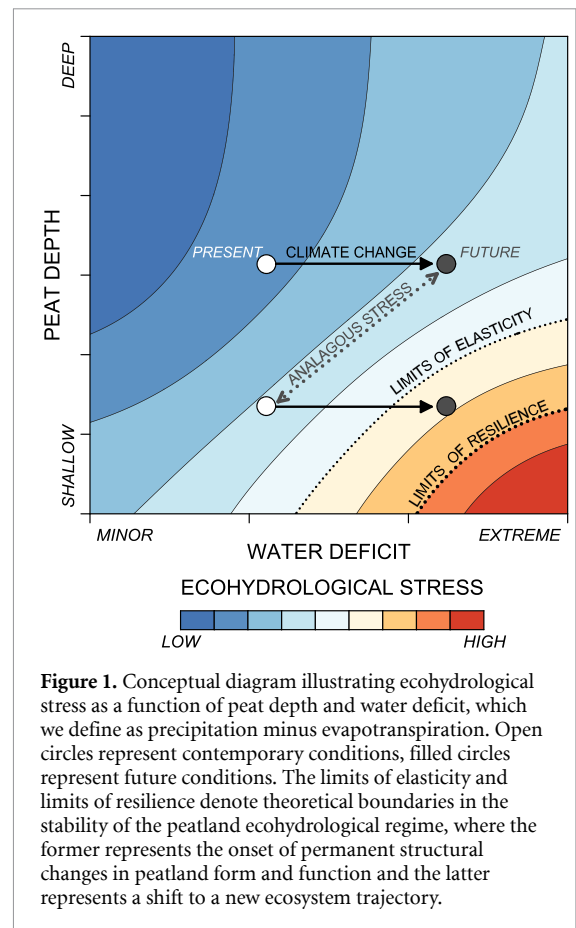 DEEP
PEAT DEPTH
SHALLOW
PRESENT
CLIMATE CHANGE
FUTURE
ANALAGOUS STRESS
LIMITS OF ELASTICITY
LIMITS OF RESILIENCE
MINOR
EXTREME
WATER DEFICIT
ECOHYDROLOGICAL STRESS
LOW
HIGH
Figure 1. Conceptual diagram illustrating ecohydrological
stress as a function of peat depth and water deficit, which
we define as precipitation minus evapotranspiration. Open
circles represent contemporary conditions, filled circles
represent future conditions. The limits of elasticity and
limits of resilience denote theoretical boundaries in the
stability of the peatland ecohydrological regime, where the
former represents the onset of permanent structural
changes in peatland form and function and the latter
represents a shift to a new ecosystem trajectory.